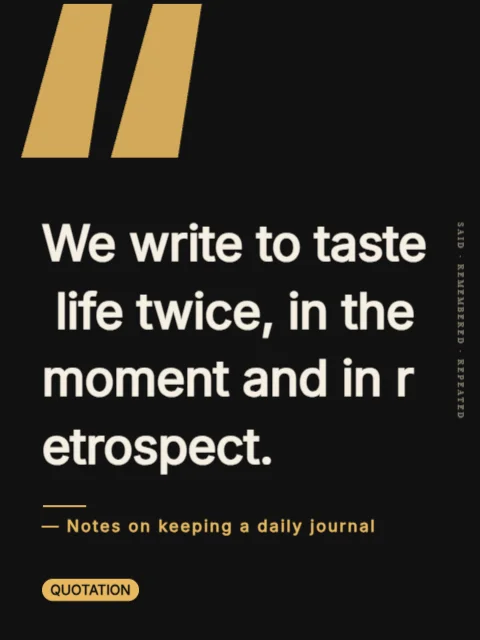 We write to taste
life twice, in the
moment and in r
etrospect.
— Notes on keeping a daily journal
QUOTATION
SAID · REMEMBERED · REPEATED